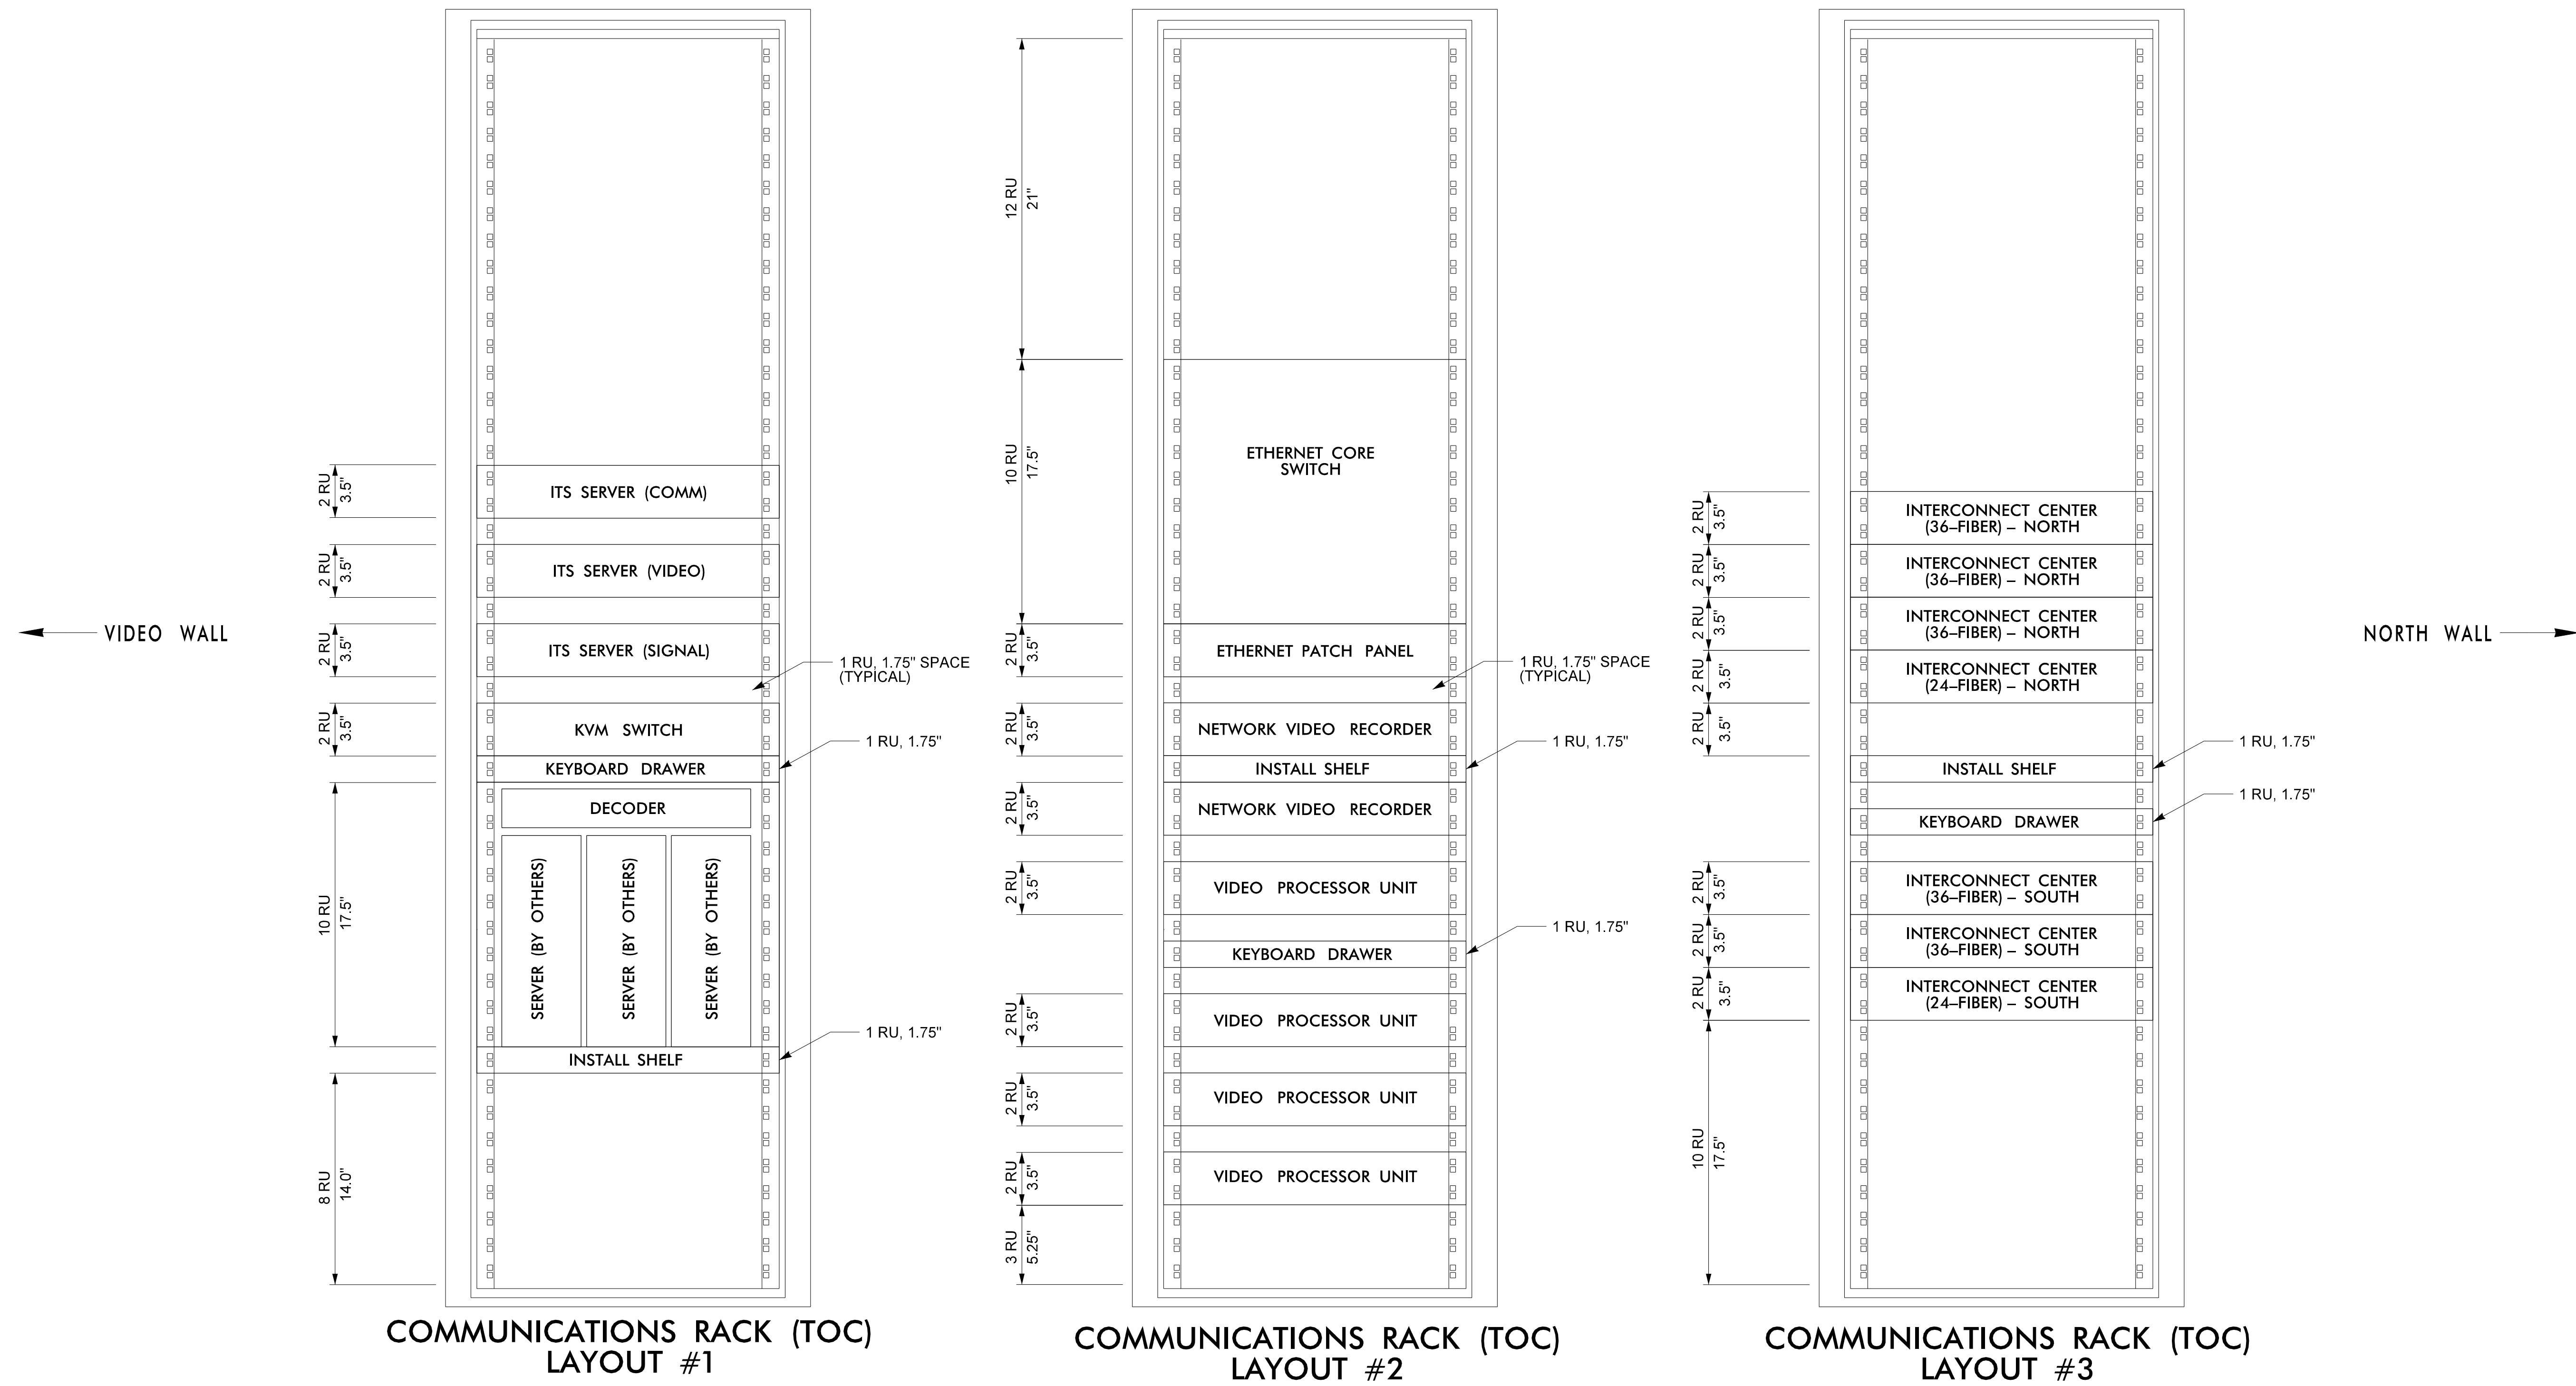 VIDEO WALL
2 RU
3.5"
2 RU
3.5"
2 RU
3.5"
2 RU
3.5"
10 RU
17.5"
8 RU
14.0"
ITS SERVER (COMM)
ITS SERVER (VIDEO)
ITS SERVER (SIGNAL)
1 RU, 1.75" SPACE
(TYPICAL)
KVM SWITCH
1 RU, 1.75"
KEYBOARD DRAWER
DECODER
SERVER (BY OTHERS)
SERVER (BY OTHERS)
SERVER (BY OTHERS)
1 RU, 1.75"
INSTALL SHELF
COMMUNICATIONS RACK (TOC)
LAYOUT #1
12 RU
21"
10 RU
17.5"
2 RU
3.5"
2 RU
3.5"
2 RU
3.5"
2 RU
3.5"
2 RU
3.5"
2 RU
3.5"
2 RU
3.5"
3 RU
5.25"
ETHERNET CORE
SWITCH
ETHERNET PATCH PANEL
1 RU, 1.75" SPACE
(TYPICAL)
NETWORK VIDEO RECORDER
1 RU, 1.75"
INSTALL SHELF
NETWORK VIDEO RECORDER
VIDEO PROCESSOR UNIT
1 RU, 1.75"
KEYBOARD DRAWER
VIDEO PROCESSOR UNIT
VIDEO PROCESSOR UNIT
VIDEO PROCESSOR UNIT
COMMUNICATIONS RACK (TOC)
LAYOUT #2
2 RU
3.5"
2 RU
3.5"
2 RU
3.5"
2 RU
3.5"
2 RU
3.5"
2 RU
3.5"
2 RU
3.5"
2 RU
3.5"
10 RU
17.5"
INTERCONNECT CENTER
(36–FIBER) – NORTH
INTERCONNECT CENTER
(36–FIBER) – NORTH
INTERCONNECT CENTER
(36–FIBER) – NORTH
INTERCONNECT CENTER
(24–FIBER) – NORTH
1 RU, 1.75"
INSTALL SHELF
1 RU, 1.75"
KEYBOARD DRAWER
INTERCONNECT CENTER
(36–FIBER) – SOUTH
INTERCONNECT CENTER
(36–FIBER) – SOUTH
INTERCONNECT CENTER
(24–FIBER) – SOUTH
COMMUNICATIONS RACK (TOC)
LAYOUT #3
NORTH WALL